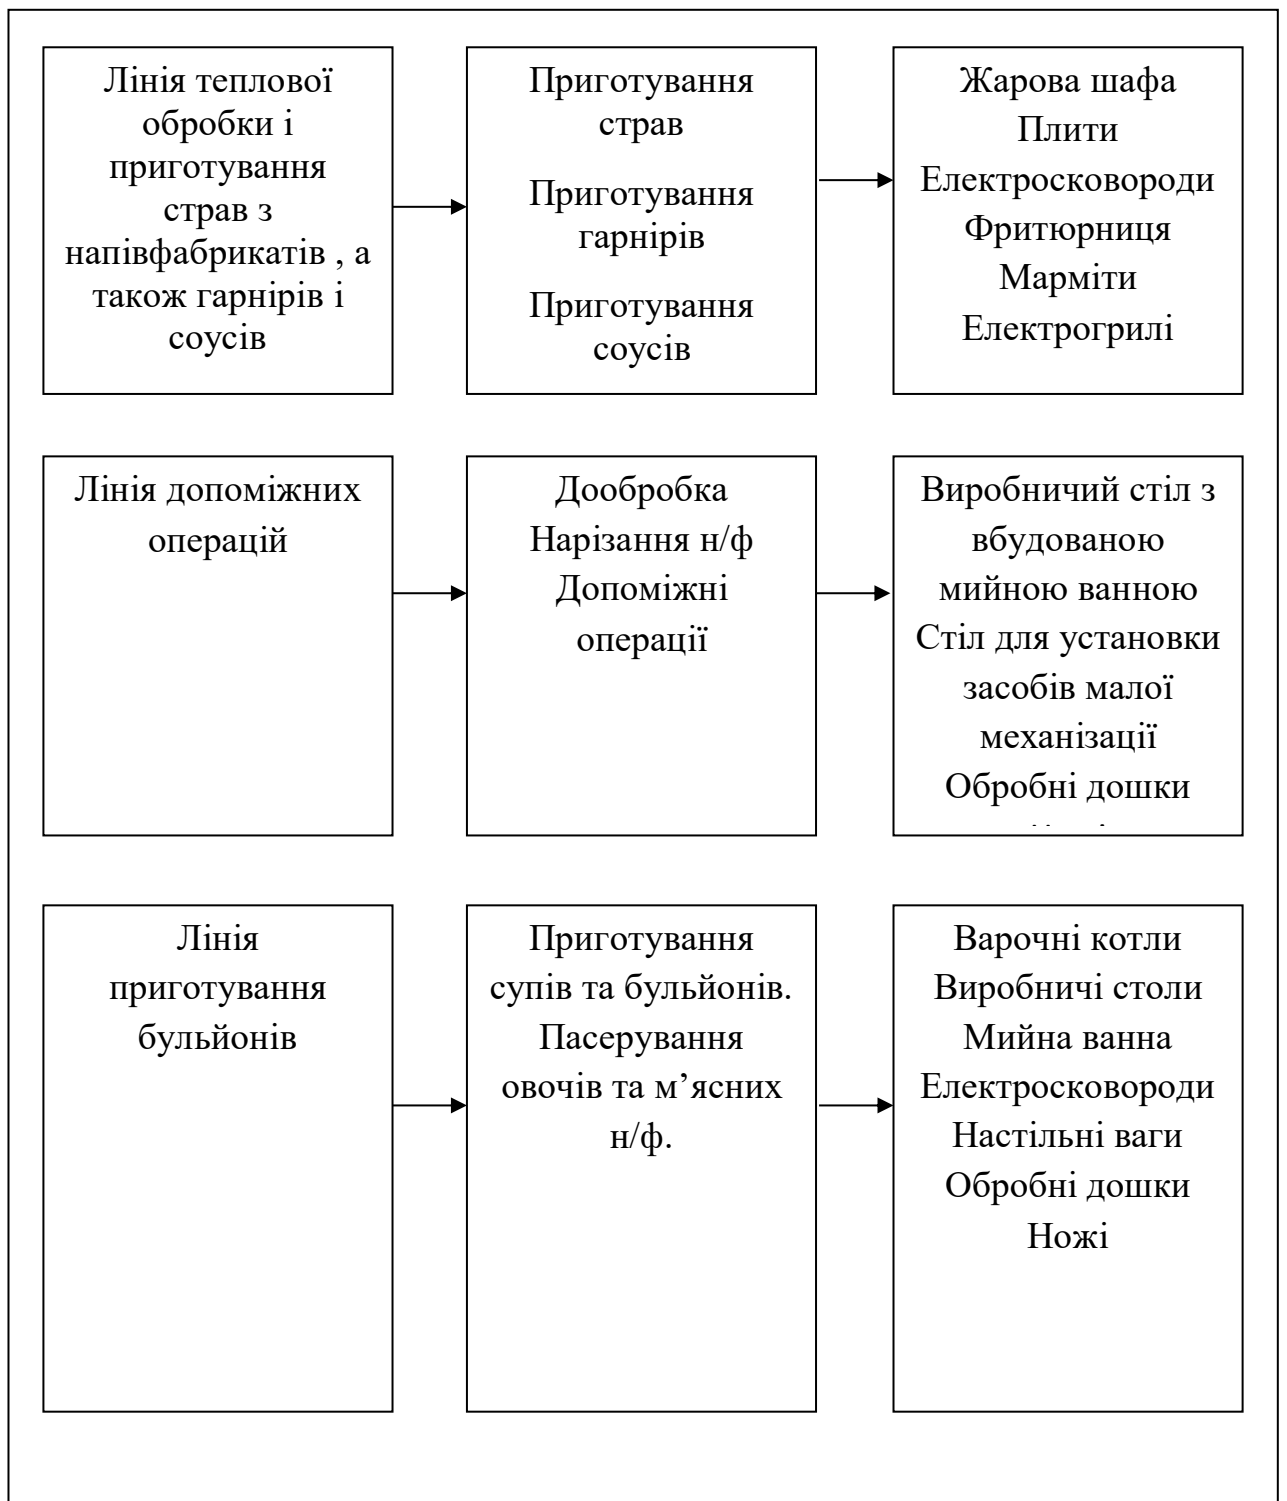 Лінія теплової
обробки і
приготування
страв з
напівфабрикатів , а
також гарнірів і
соусів
Приготування
страв
Приготування
гарнірів
Приготування
соусів
Жарова шафа
Плити
Електросковороди
Фритюрниця
Марміти
Електрогрилі
Лінія допоміжних
операцій
Дообробка
Нарізання н/ф
Допоміжні
операції
Виробничий стіл з
вбудованою
мийною ванною
Стіл для установки
засобів малої
механізації
Обробні дошки
Лінія
приготування
бульйонів
Приготування
супів та бульйонів.
Пасерування
овочів та м’ясних
н/ф.
Варочні котли
Виробничі столи
Мийна ванна
Електросковороди
Настільні ваги
Обробні дошки
Ножі